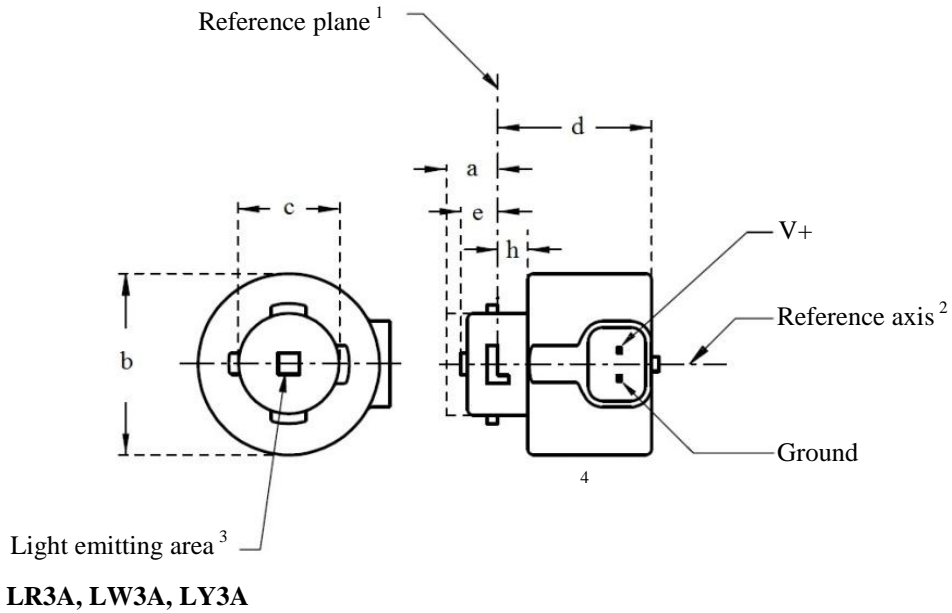 Reference plane 1
d
a
c
e
V+
h
Reference axis 2
b
L
Ground
4
Light emitting area 3
LR3A, LW3A, LY3A